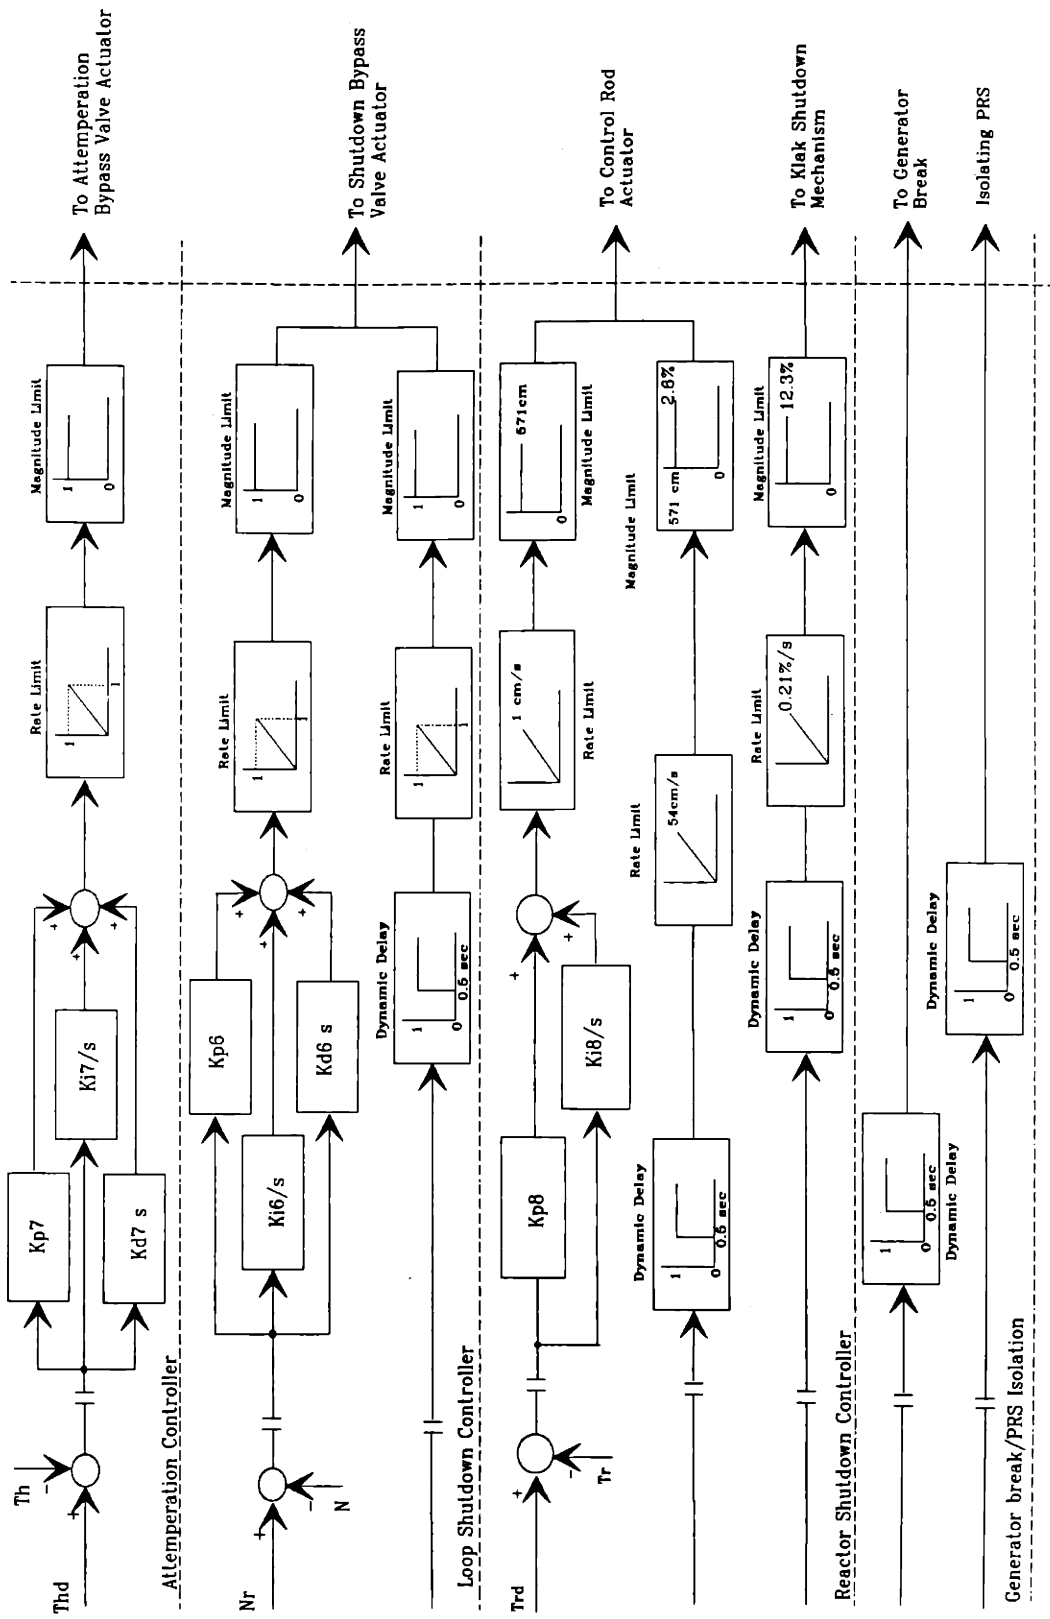 Thd
Th
-
+
Kp7
Ki7/s
Kd7 s
+
+
+
Rate Limit
1
1
Magnitude Limit
1
0
To Attemperation
Bypass Valve Actuator
Attemperation Controller
Nr
N
+
-
Kp6
Ki6/s
Kd6 s
+
+
+
Rate Limit
1
1
Magnitude Limit
1
0
To Shutdown Bypass
Valve Actuator
Dynamic Delay
1
0
0.5 sec
Rate Limit
1
1
Magnitude Limit
1
0
Loop Shutdown Controller
Trd
Tr
+
-
Kp8
Ki8/s
+
+
1 cm/s
Rate Limit
571cm
0
Magnitude Limit
To Control Rod
Actuator
Dynamic Delay
1
0
0.5 sec
Rate Limit
54cm/s
Magnitude Limit
571 cm
2.6%
0
Dynamic Delay
1
0
0.5 sec
Rate Limit
0.21%/s
Magnitude Limit
12.3%
0
To Klak Shutdown
Mechanism
Reactor Shutdown Controller
1
0
0.5 sec
Dynamic Delay
To Generator
Break
Dynamic Delay
1
0
0.5 sec
Isolating PRS
Generator break/PRS Isolation